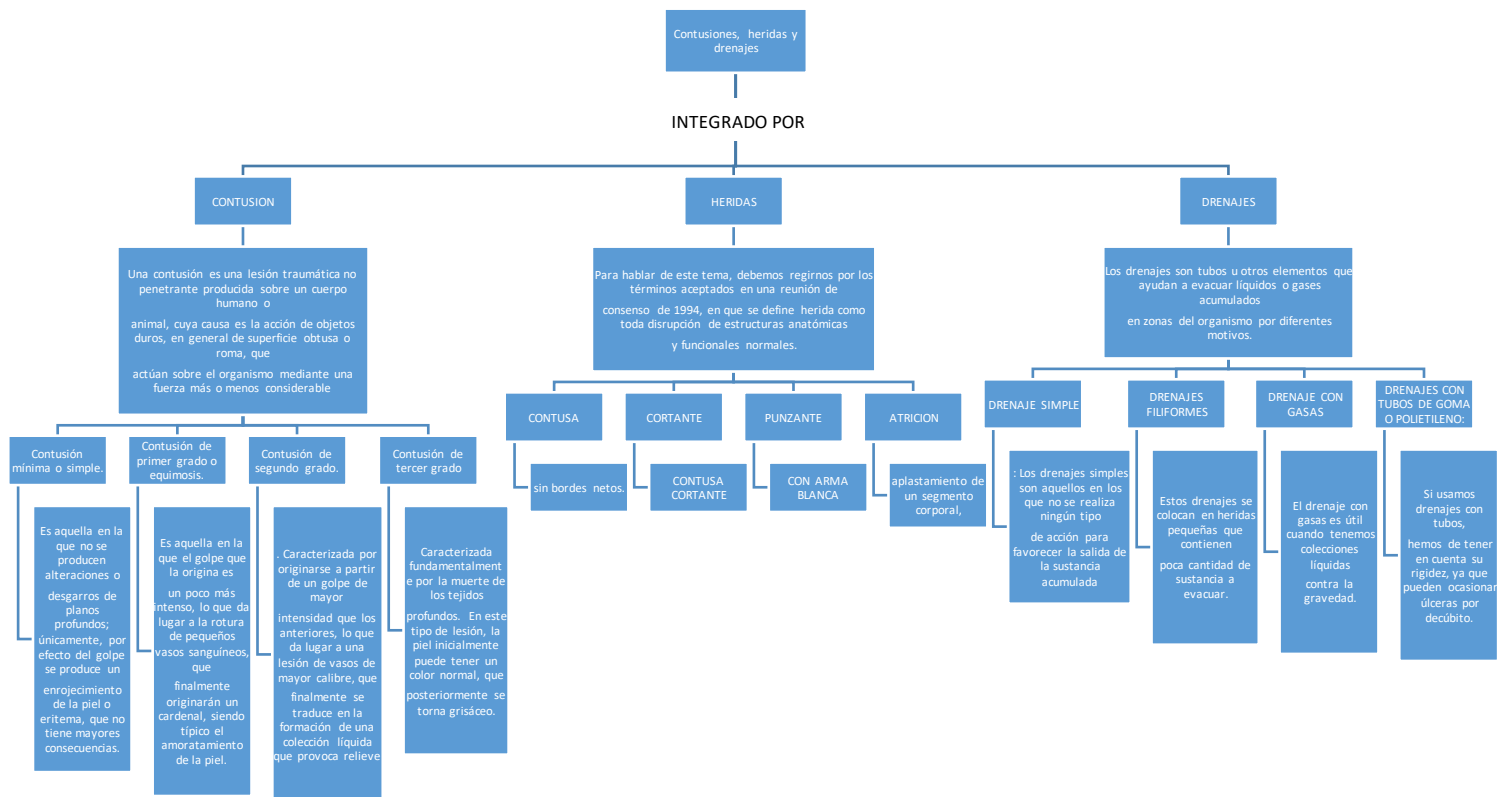 Contusiones, heridas y
drenajes
INTEGRADO POR
CONTUSION
Una contusión es una lesión traumática no
penetrante producida sobre un cuerpo
humano o
animal, cuya causa es la acción de objetos
duros, en general de superficie obtusa o
roma, que
actúan sobre el organismo mediante una
fuerza más o menos considerable
Contusión
mínima o simple.
Es aquella en la
que no se
producen
alteraciones o
desgarros de
planos
profundos;
únicamente, por
efecto del golpe
se produce un
enrojecimiento
de la piel o
eritema, que no
tiene mayores
consecuencias.
Contusión de
primer grado o
equimosis.
Es aquella en la
que el golpe que
la origina es
un poco más
intenso, lo que da
lugar a la rotura
de pequeños
vasos sanguíneos,
que
finalmente
originarán un
cardenal, siendo
típico el
amoratamiento
de la piel.
Contusión de
segundo grado.
. Caracterizada por
originarse a partir
de un golpe de
mayor
intensidad que los
anteriores, lo que
da lugar a una
lesión de vasos de
mayor calibre, que
finalmente se
traduce en la
formación de una
colección líquida
que provoca relieve
Contusión de
tercer grado
Caracterizada
fundamentalment
e por la muerte de
los tejidos
profundos. En este
tipo de lesión, la
piel inicialmente
puede tener un
color normal, que
posteriormente se
torna grisáceo.
HERIDAS
Para hablar de este tema, debemos regirnos por los
términos aceptados en una reunión de
consenso de 1994, en que se define herida como
toda disrupción de estructuras anatómicas
y funcionales normales.
CONTUSA
sin bordes netos.
CORTANTE
CONTUSA
CORTANTE
PUNZANTE
CON ARMA
BLANCA
ATRICION
aplastamiento de
un segmento
corporal,
DRENAJES
Los drenajes son tubos u otros elementos que
ayudan a evacuar líquidos o gases
acumulados
en zonas del organismo por diferentes
motivos.
DRENAJE SIMPLE
: Los drenajes simples
son aquellos en los
que no se realiza
ningún tipo
de acción para
favorecer la salida de
la sustancia
acumulada
DRENAJES
FILIFORMES
Estos drenajes se
colocan en heridas
pequeñas que
contienen
poca cantidad de
sustancia a
evacuar.
DRENAJE CON
GASAS
El drenaje con
gasas es útil
cuando tenemos
colecciones
líquidas
contra la
gravedad.
DRENAJES CON
TUBOS DE GOMA
O POLIETILENO:
Si usamos
drenajes con
tubos,
hemos de tener
en cuenta su
rigidez, ya que
pueden ocasionar
úlceras por
decúbito.